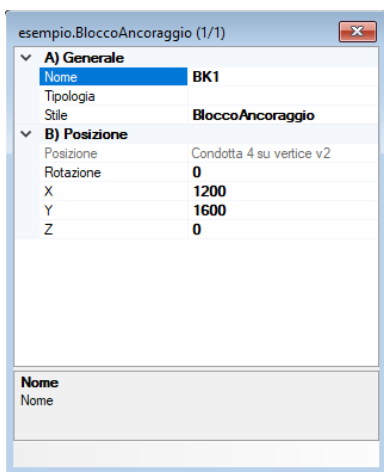 esempio.BloccoAncoraggio (1/1)
A) Generale
Nome BK1
Tipologia
Stile BloccoAncoraggio
B) Posizione
Posizione Condotta 4 su vertice v2
Rotazione 0
X 1200
Y 1600
Z 0
Nome
Nome